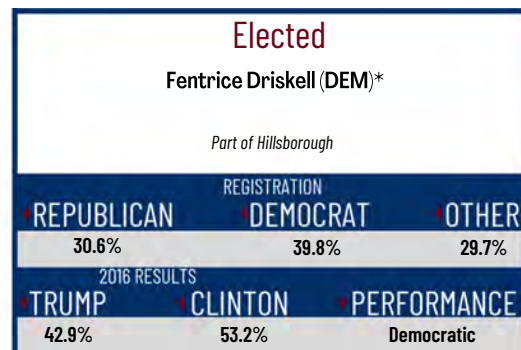 Elected
Fentrice Driskell (DEM)*
Part of Hillsborough
REGISTRATION
REPUBLICAN DEMOCRAT OTHER
30.6% 39.8% 29.7%
2016 RESULTS
TRUMP CLINTON PERFORMANCE
42.9% 53.2% Democratic